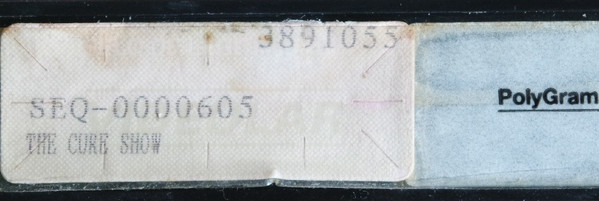 3891055
SEQ-0000605
THE CURE SHOW
PolyGram